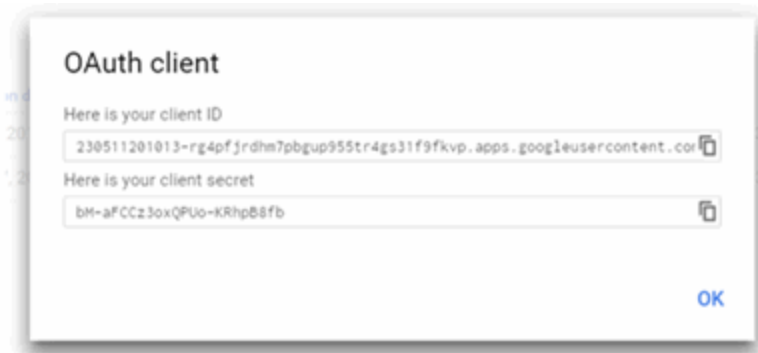 OAuth client
Here is your client ID
230511201013-rg4pfjrdhm7pbgup955tr4gs31f9fkvp.apps.googleusercontent.co
Here is your client secret
bM-aFCCz3oxQPUo-KRhpB8fb
OK